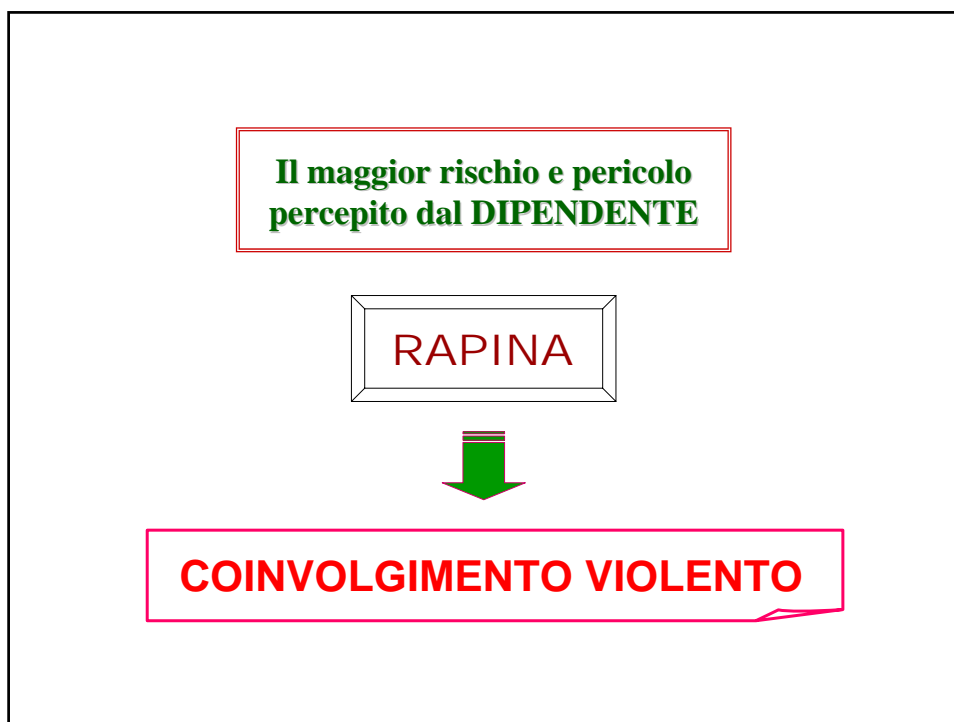 Il maggior rischio e pericolo
percepito dal DIPENDENTE
RAPINA
COINVOLGIMENTO VIOLENTO